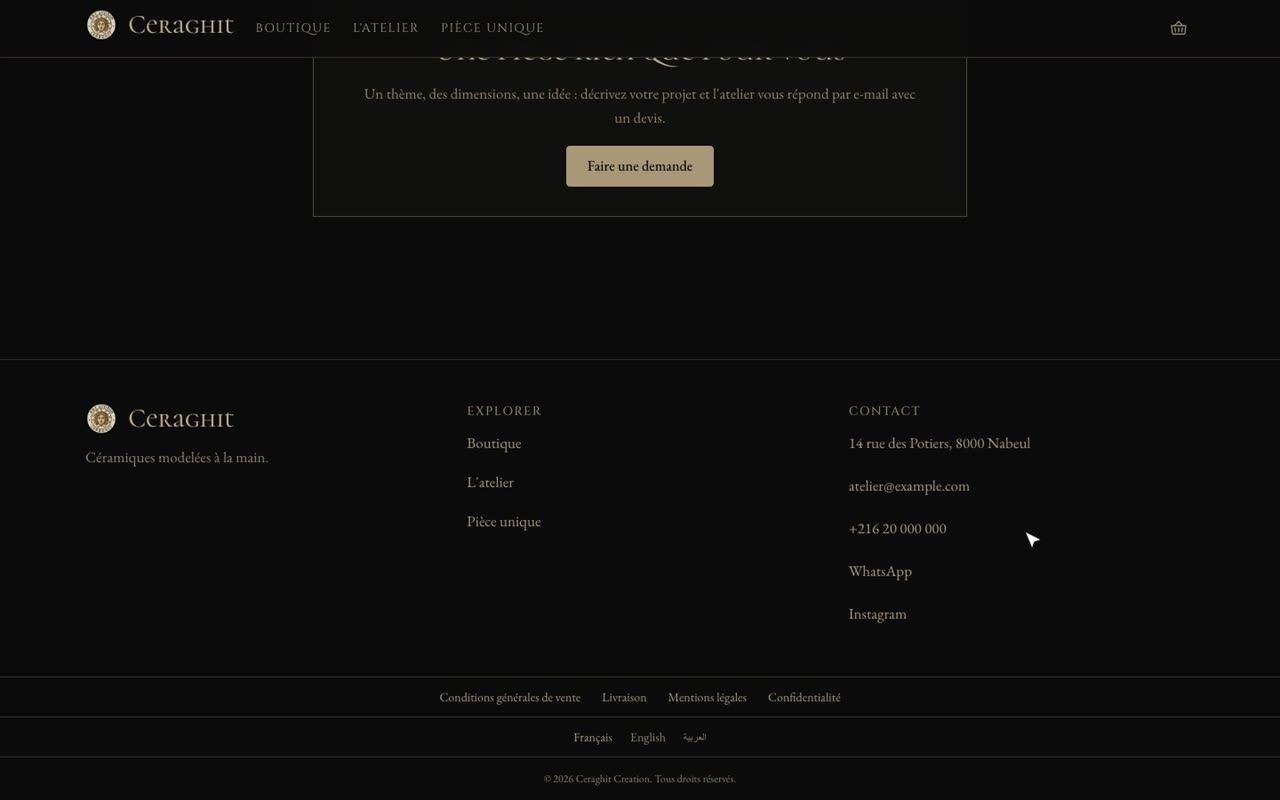 Ceraghit
BOUTIQUE
L'ATELIER
PIÈCE UNIQUE
Un thème, des dimensions, une idée : décrivez votre projet et l'atelier vous répond par e-mail avec
un devis.
Faire une demande
Ceraghit
Céramiques modelées à la main.
EXPLORER
Boutique
L'atelier
Pièce unique
CONTACT
14 rue des Potiers, 8000 Nabeul
atelier@example.com
+216 20 000 000
WhatsApp
Instagram
Conditions générales de vente Livraison Mentions légales Confidentialité
Français English العربية
© 2026 Ceraghit Creation. Tous droits réservés.